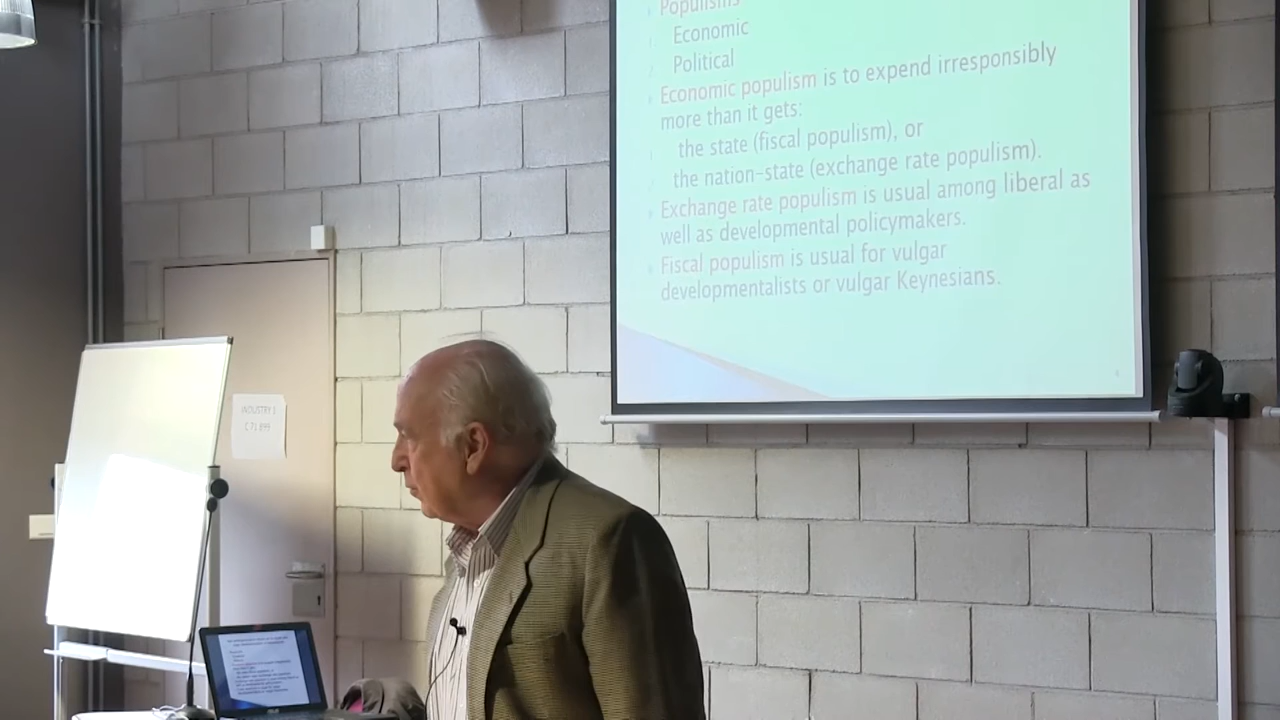 Populisms
Economic
Political
Economic populism is to expend irresponsibly
more than it gets:
the state (fiscal populism), or
the nation-state (exchange rate populism).
Exchange rate populism is usual among liberal as
well as developmental policymakers.
Fiscal populism is usual for vulgar
developmentalists or vulgar Keynesians.
INDUSTRY